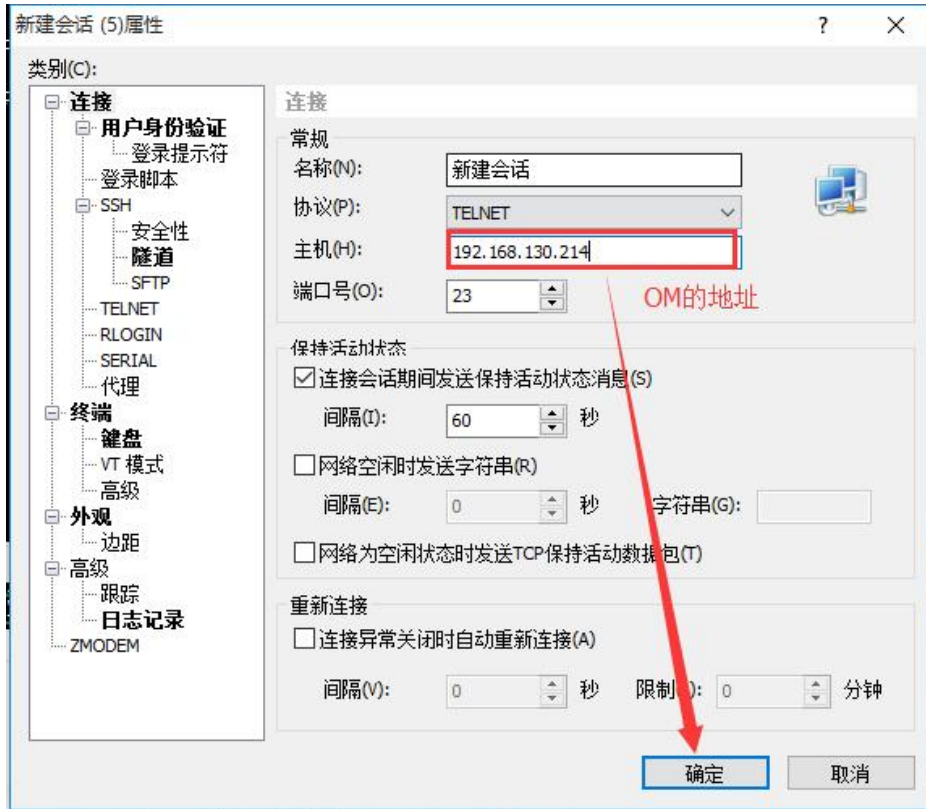 新建会话 (5)属性
?
类别(C):
连接
用户身份验证
登录提示符
登录脚本
SSH
安全性
隧道
SFTP
TELNET
RLOGIN
SERIAL
代理
终端
键盘
VT 模式
高级
外观
边距
高级
跟踪
日志记录
ZMODEM
连接
常规
名称(N): 新建会话
协议(P): TELNET
主机(H): 192.168.130.214
端口号(O): 23
OM的地址
保持活动状态
连接会话期间发送保持活动状态消息(S)
间隔(I): 60 秒
网络空闲时发送字符串(R)
间隔(E): 0 秒 字符串(G):
网络为空闲状态时发送TCP保持活动数据包(T)
重新连接
连接异常关闭时自动重新连接(A)
间隔(V): 0 秒 限制 ): 0 分钟
确定 取消